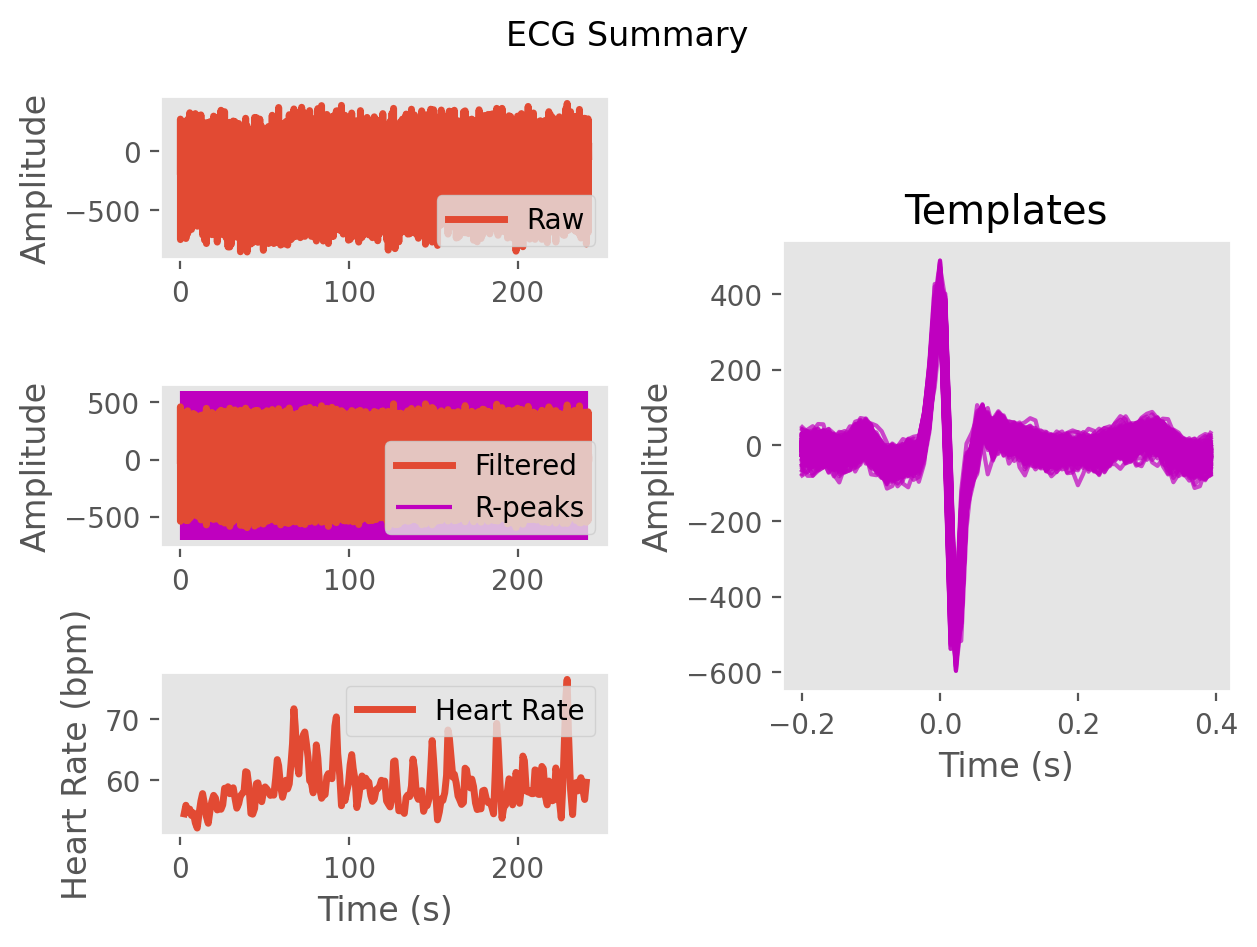 ECG Summary
Amplitude
0
−500
Raw
0 100 200
Amplitude
500
0
−500
Filtered
R-peaks
0 100 200
Heart Rate (bpm)
70
60
Heart Rate
0 100 200
Time (s)
Templates
Amplitude
400
200
0
−200
−400
−600
−0.2 0.0 0.2 0.4
Time (s)